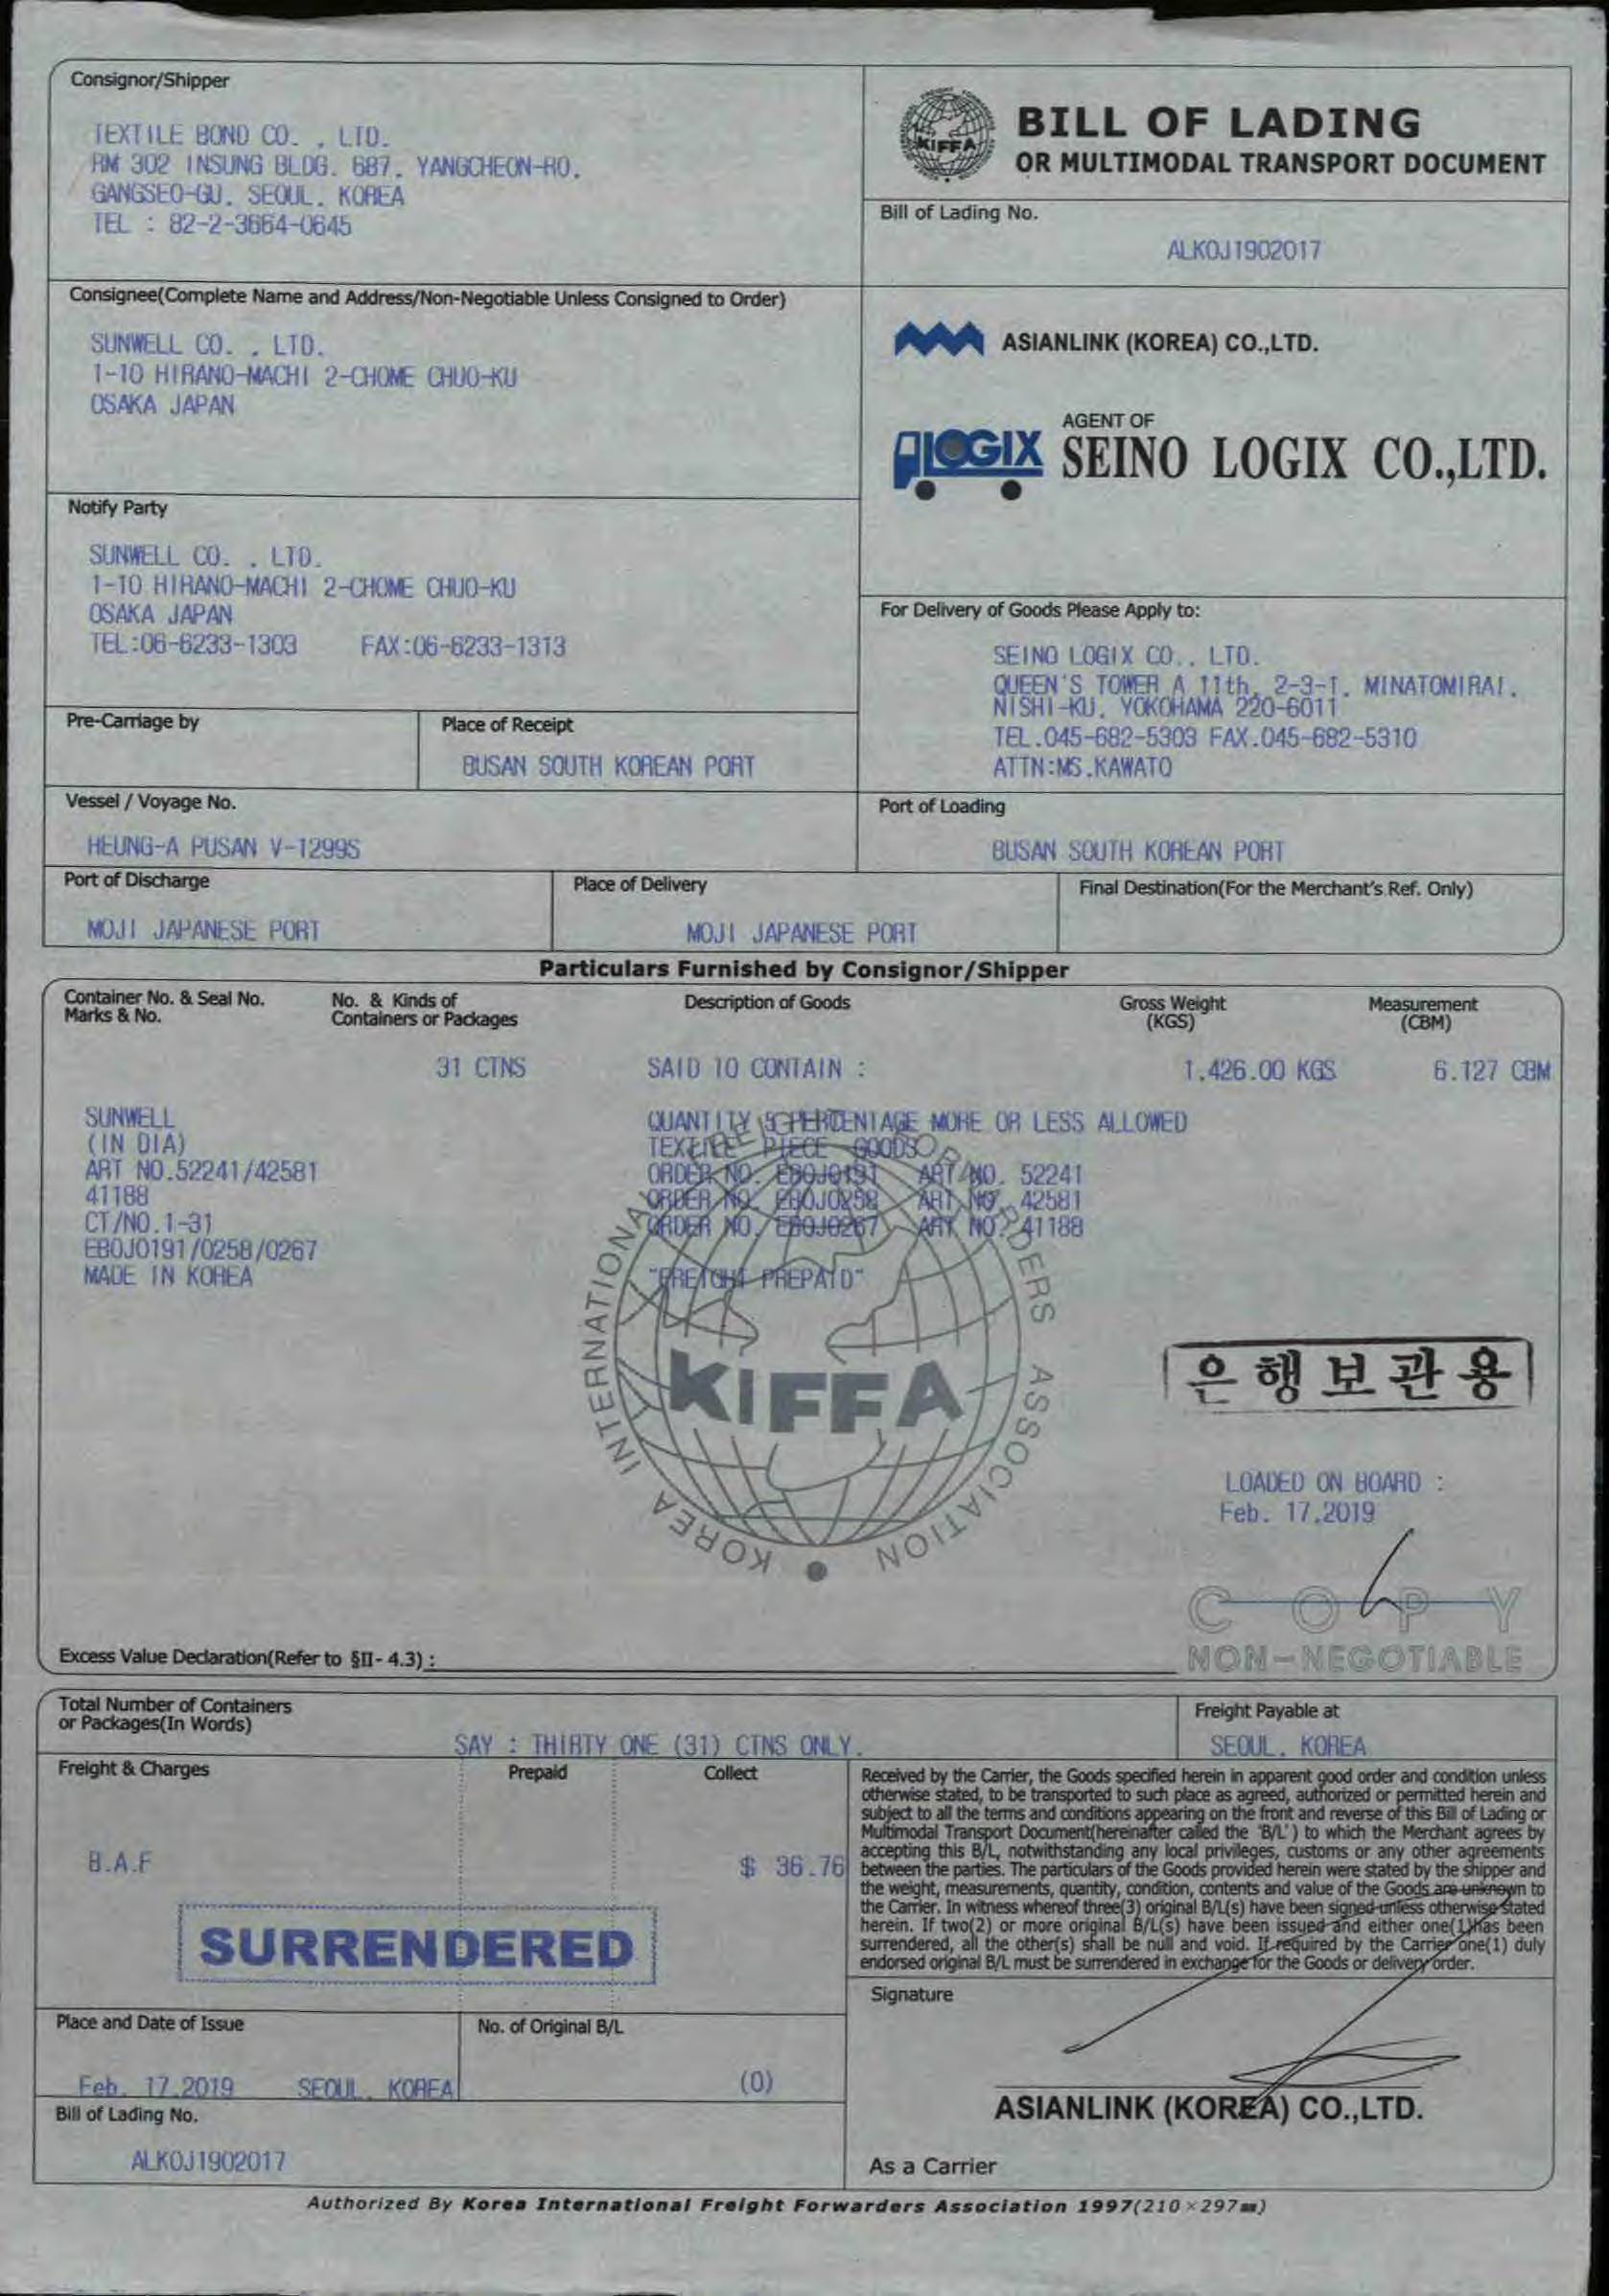 Consignor/Shipper
TEXTILE BOND CO. , LTD.
RM 302 INSUNG BLDG. 687, YANGCHEON-RO,
GANGSEO-GU, SEOUL, KOREA
TEL : 82-2-3664-0645
KIFFA
BILL OF LADING
OR MULTIMODAL TRANSPORT DOCUMENT
Bill of Lading No.
ALKOJ1902017
Consignee(Complete Name and Address/Non-Negotiable Unless Consigned to Order)
SUNWELL CO. , LTD.
1-10 HIRANO-MACHI 2-CHOME CHUO-KU
OSAKA JAPAN
ASIANLINK (KOREA) CO.,LTD.
AGENT OF
LOGIX SEINO LOGIX CO.,LTD.
Notify Party
SUNWELL CO. , LTD.
1-10 HIRANO-MACHI 2-CHOME CHUO-KU
OSAKA JAPAN
TEL:06-6233-1303 FAX:06-6233-1313
For Delivery of Goods Please Apply to:
SEINO LOGIX CO., LTD.
QUEEN'S TOWER A 11th, 2-3-1, MINATOMIRAI,
NISHI-KU, YOKOHAMA 220-6011
TEL.045-682-5303 FAX.045-682-5310
ATTN:MS.KAWATO
Pre-Carriage by
Place of Receipt
BUSAN SOUTH KOREAN PORT
Vessel / Voyage No.
HEUNG-A PUSAN V-1299S
Port of Loading
BUSAN SOUTH KOREAN PORT
Port of Discharge
MOJI JAPANESE PORT
Place of Delivery
MOJI JAPANESE PORT
Final Destination(For the Merchant's Ref. Only)
Particulars Furnished by Consignor/Shipper
Container No. & Seal No.
Marks & No.
No. & Kinds of
Containers or Packages
Description of Goods
Gross Weight
(KGS)
Measurement
(CBM)
31 CTNS SAID TO CONTAIN : 1,426.00 KGS 6.127 CBM
SUNWELL
(IN DIA)
ART NO.52241/42581
41188
CT/NO.1-31
EBOJ0191/0258/0267
MADE IN KOREA
QUANTITY 5 PERCENTAGE MORE OR LESS ALLOWED
TEXTILE PIECE GOODS
ORDER NO. EBOJ0191 ART NO. 52241
ORDER NO. EBOJ0258 ART NO. 42581
ORDER NO. EBOJ0267 ART NO. 41188
"FREIGHT PREPAID"
KIFFA
KOREA INTERNATIONAL FREIGHT FORWARDERS ASSOCIATION
은행보관용
LOADED ON BOARD :
Feb. 17,2019
COPY
NON-NEGOTIABLE
Excess Value Declaration(Refer to §II- 4.3) :
Total Number of Containers
or Packages(In Words)
SAY : THIRTY ONE (31) CTNS ONLY.
Freight Payable at
SEOUL, KOREA
Freight & Charges Prepaid Collect
B.A.F $ 36.76
SURRENDERED
Received by the Carrier, the Goods specified herein in apparent good order and condition unless
otherwise stated, to be transported to such place as agreed, authorized or permitted herein and
subject to all the terms and conditions appearing on the front and reverse of this Bill of Lading or
Multimodal Transport Document(hereinafter called the 'B/L') to which the Merchant agrees by
accepting this B/L, notwithstanding any local privileges, customs or any other agreements
between the parties. The particulars of the Goods provided herein were stated by the shipper and
the weight, measurements, quantity, condition, contents and value of the Goods are unknown to
the Carrier. In witness whereof three(3) original B/L(s) have been signed unless otherwise stated
herein. If two(2) or more original B/L(s) have been issued and either one(1) has been
surrendered, all the other(s) shall be null and void. If required by the Carrier one(1) duly
endorsed original B/L must be surrendered in exchange for the Goods or delivery order.
Place and Date of Issue
Feb. 17,2019 SEOUL, KOREA
No. of Original B/L
(0)
Signature
ASIANLINK (KOREA) CO.,LTD.
Bill of Lading No.
ALKOJ1902017
As a Carrier
Authorized By Korea International Freight Forwarders Association 1997(210×297mm)